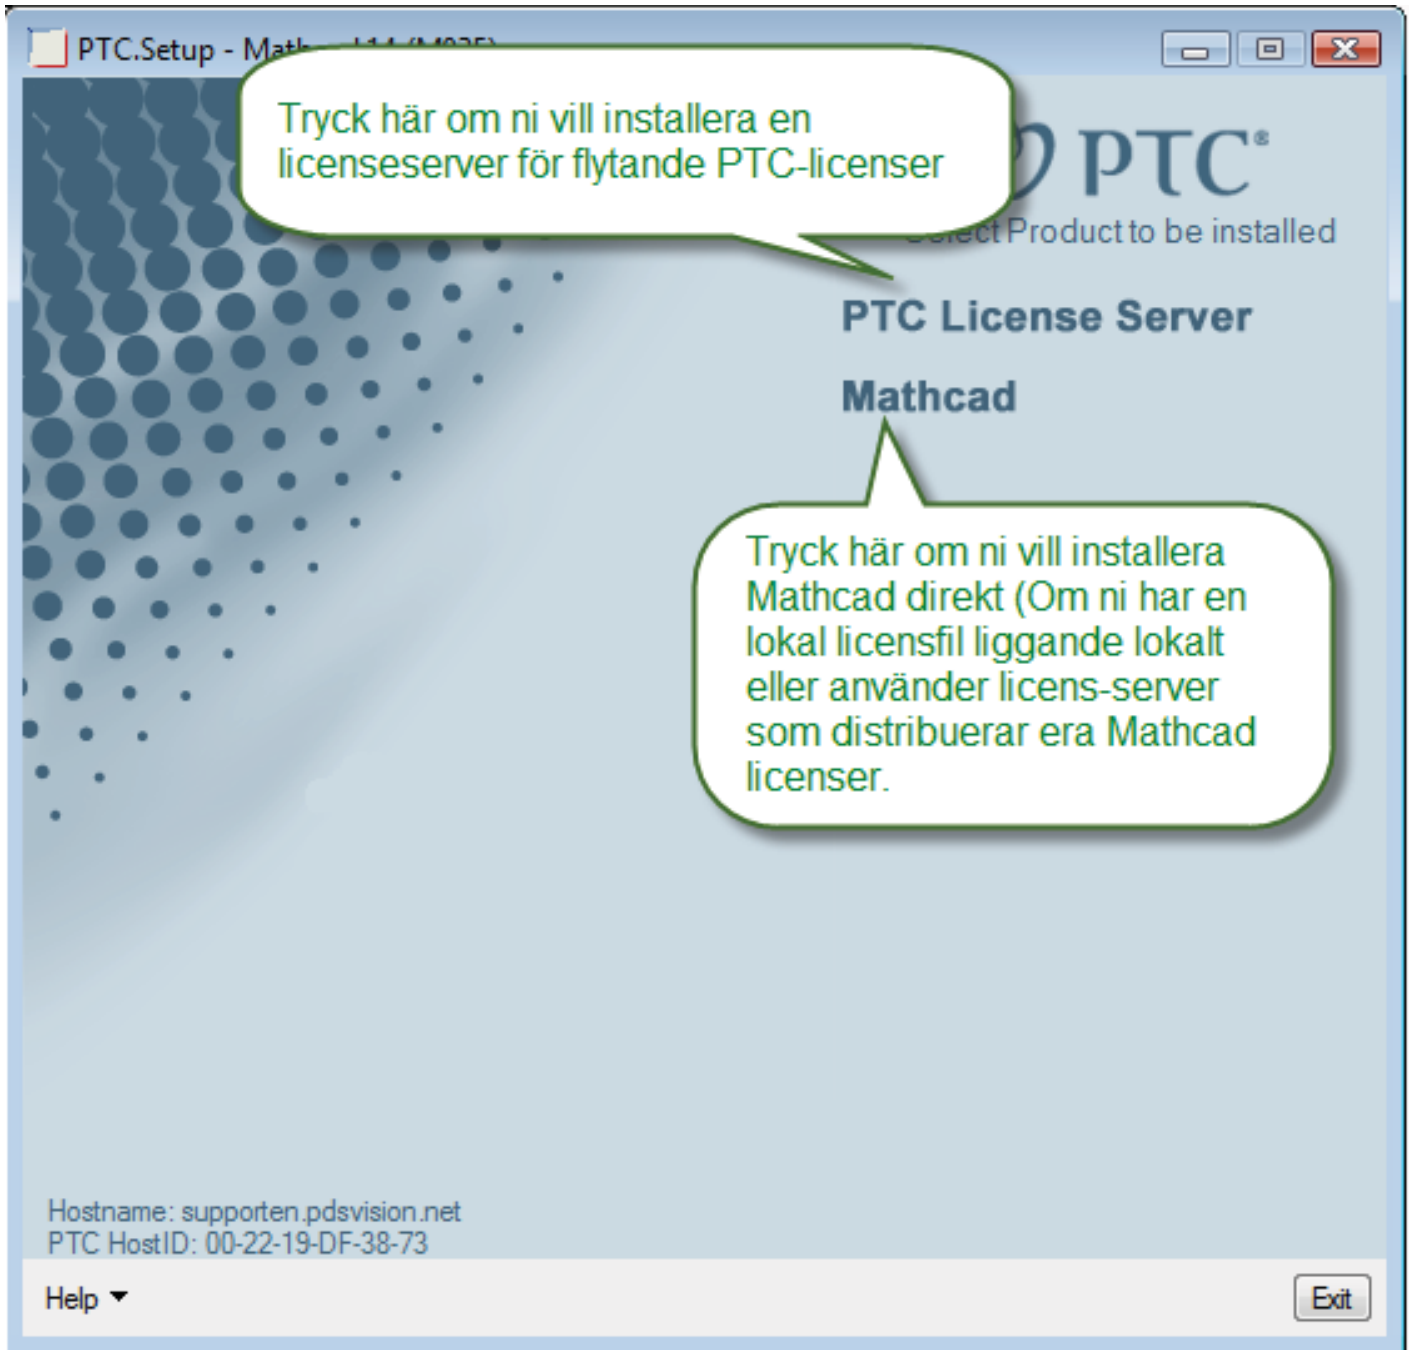 PTC.Setup -
Tryck här om ni vill installera en
licenseserver för flytande PTC-licenser
PTC®
Product to be installed
PTC License Server
Mathcad
Tryck här om ni vill installera
Mathcad direkt (Om ni har en
lokal licensfil liggande lokalt
eller använder licens-server
som distribuerar era Mathcad
licenser.
Hostname: supporten.pdsvision.net
PTC HostID: 00-22-19-DF-38-73
Help
Exit